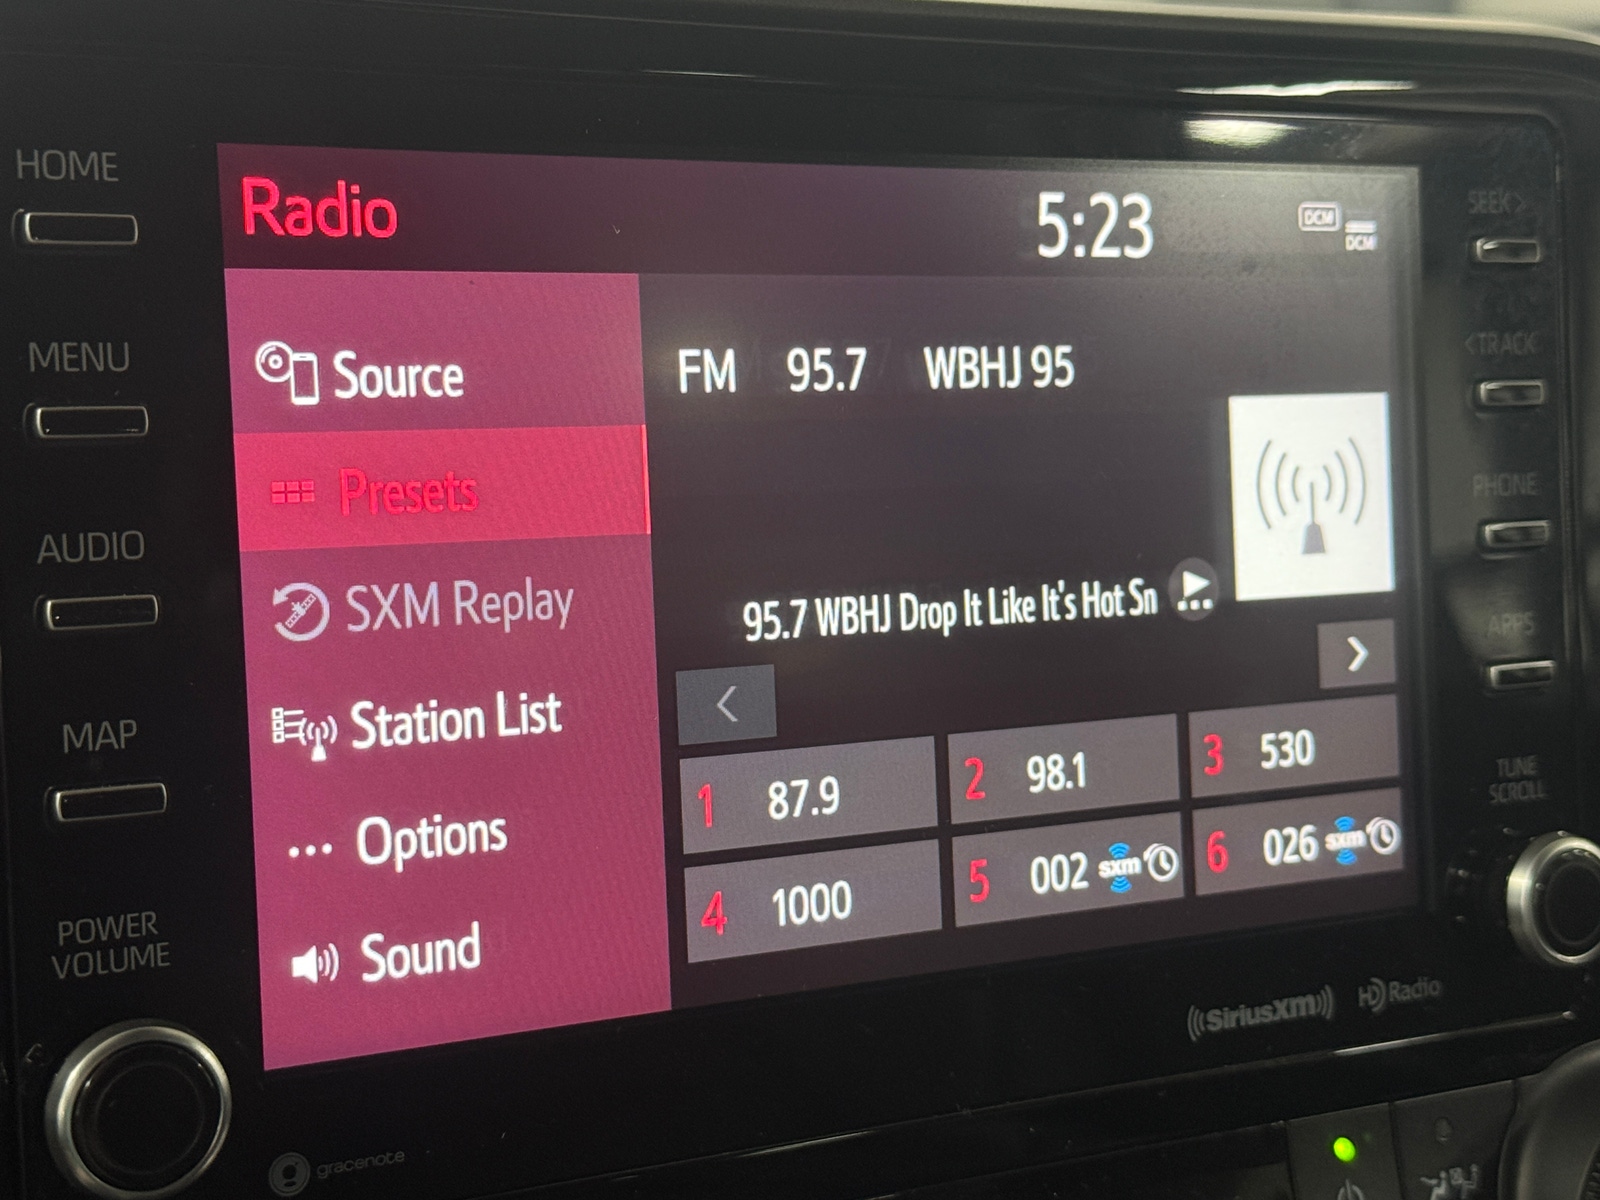 HOME
MENU
AUDIO
MAP
POWER
VOLUME
Radio
5:23
DCM
DCM
Source
Presets
SXM Replay
Station List
Options
Sound
FM 95.7 WBHJ 95
95.7 WBHJ Drop It Like It's Hot Sn
1 87.9
2 98.1
3 530
4 1000
5 002 sxm
6 026 sxm
SEEK >
< TRACK
PHONE
APPS
TUNE
SCROLL
SiriusXM
HD Radio
gracenote